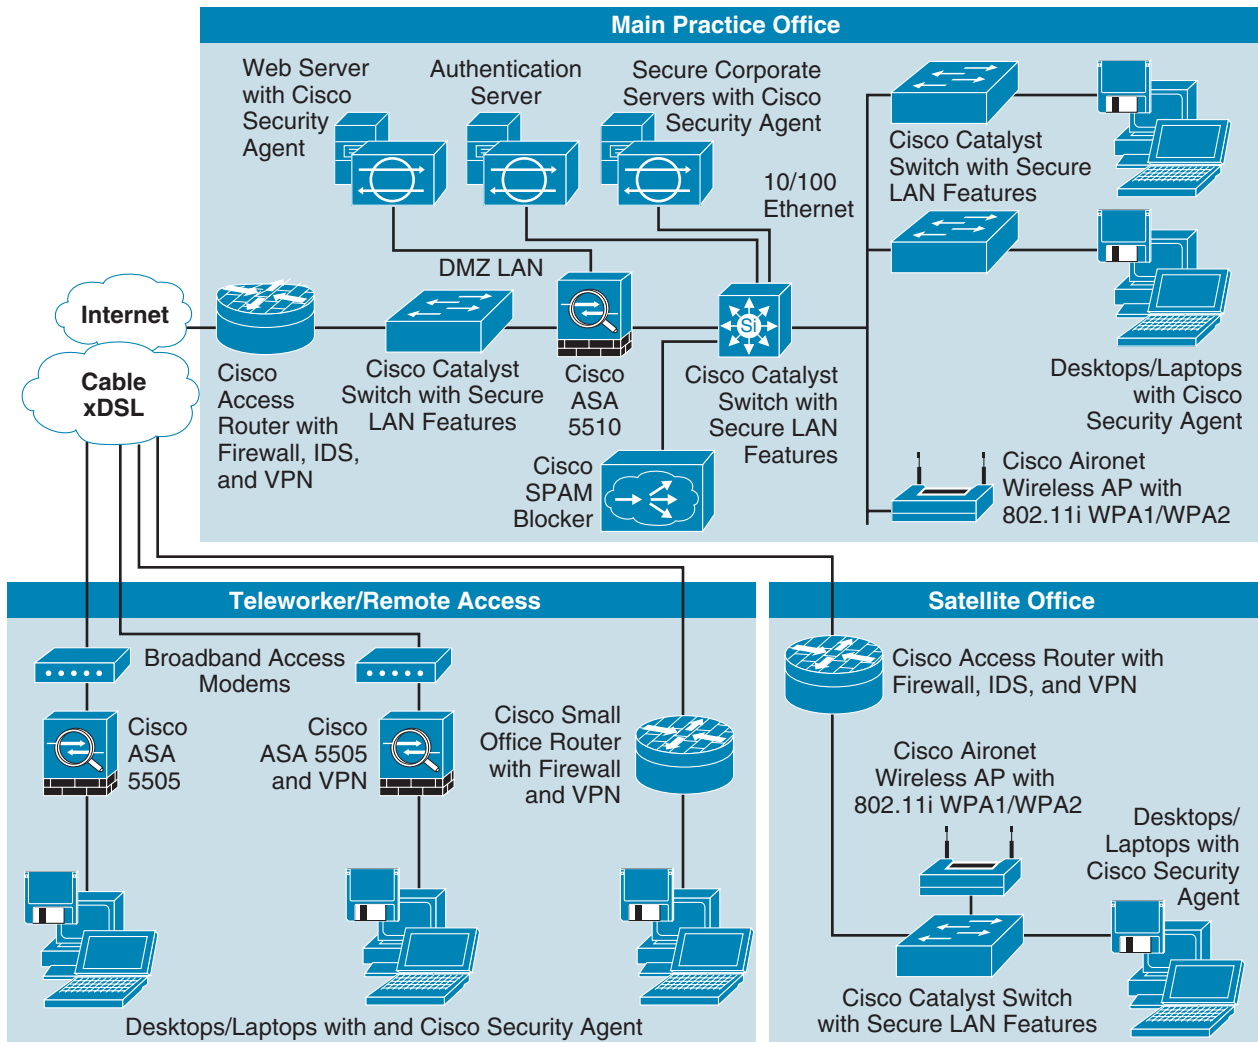 Main Practice Office
Web Server
with Cisco
Security
Agent
Authentication
Server
Secure Corporate
Servers with Cisco
Security Agent
10/100
Ethernet
Cisco Catalyst
Switch with Secure
LAN Features
DMZ LAN
Internet
Cable
xDSL
Si
Cisco
Access
Router with
Firewall, IDS,
and VPN
Cisco Catalyst
Switch with Secure
LAN Features
Cisco
ASA
5510
Cisco Catalyst
Switch with
Secure LAN
Features
Desktops/Laptops
with Cisco
Security Agent
Cisco
SPAM
Blocker
Cisco Aironet
Wireless AP with
802.11i WPA1/WPA2
Teleworker/Remote Access
Broadband Access
Modems
Cisco
ASA
5505
Cisco
ASA 5505
and VPN
Cisco Small
Office Router
with Firewall
and VPN
Desktops/Laptops with and Cisco Security Agent
Satellite Office
Cisco Access Router with
Firewall, IDS, and VPN
Cisco Aironet
Wireless AP with
802.11i WPA1/WPA2
Desktops/
Laptops with
Cisco Security
Agent
Cisco Catalyst Switch
with Secure LAN Features